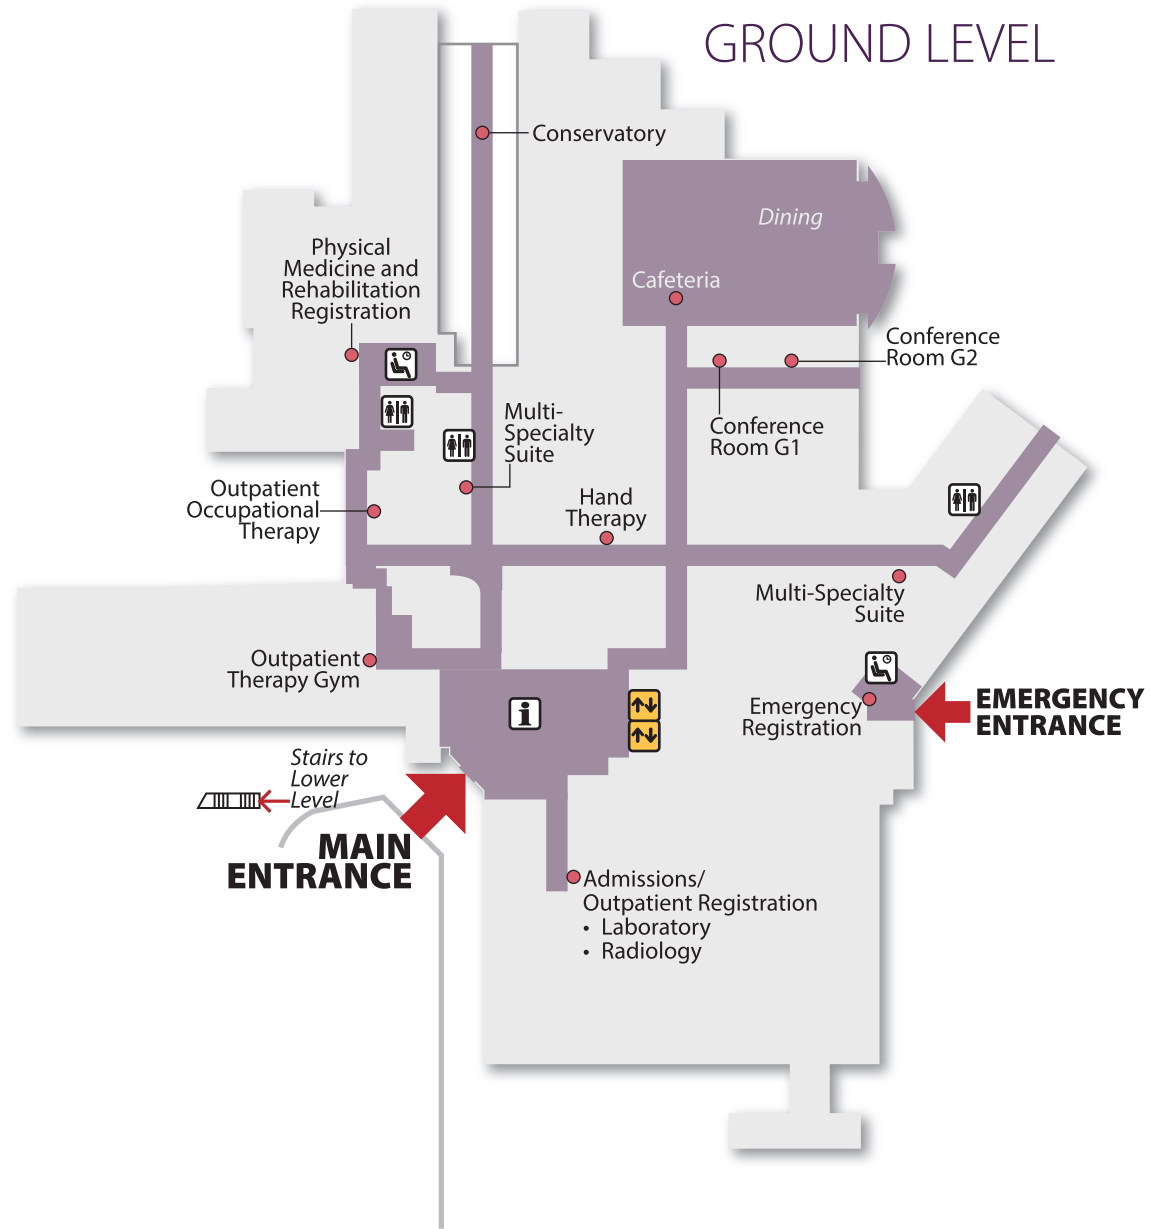 GROUND LEVEL
Conservatory
Dining
Physical
Medicine and
Rehabilitation
Registration
Cafeteria
Conference
Room G2
Multi-
Specialty
Suite
Conference
Room G1
Outpatient
Occupational
Therapy
Hand
Therapy
Multi-Specialty
Suite
Outpatient
Therapy Gym
Emergency
Registration
EMERGENCY
ENTRANCE
i
Stairs to
Lower
Level
MAIN
ENTRANCE
Admissions/
Outpatient Registration
• Laboratory
• Radiology